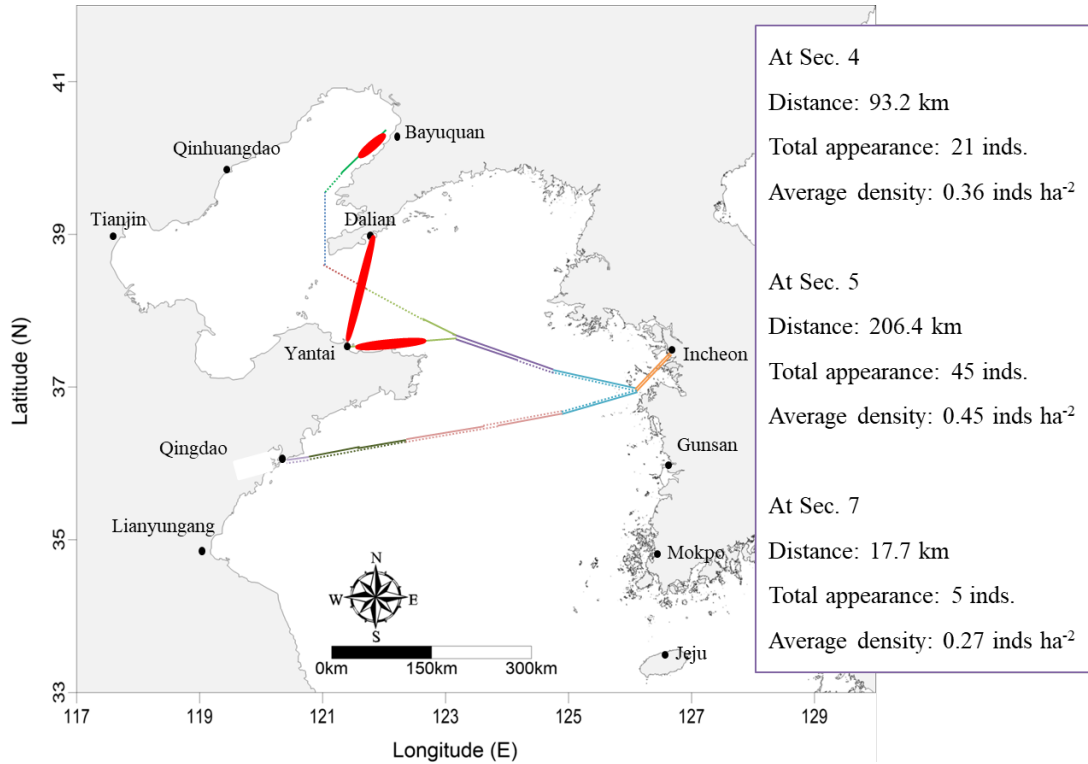 41
39
37
35
33
Latitude (N)
117
119
121
123
125
127
129
Longitude (E)
Bayuquan
Qinhuangdao
Tianjin
Dalian
Yantai
Incheon
Qingdao
Gunsan
Lianyungang
Mokpo
Jeju
N
W
E
S
0km
150km
300km
At Sec. 4
Distance: 93.2 km
Total appearance: 21 inds.
Average density: 0.36 inds ha⁻²
At Sec. 5
Distance: 206.4 km
Total appearance: 45 inds.
Average density: 0.45 inds ha⁻²
At Sec. 7
Distance: 17.7 km
Total appearance: 5 inds.
Average density: 0.27 inds ha⁻²